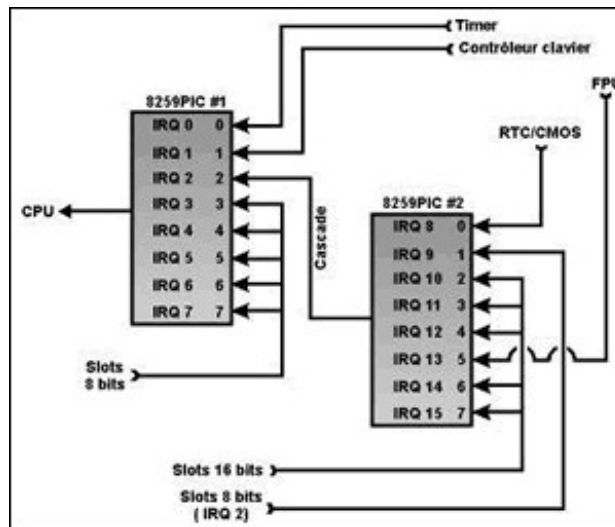 Timer
Contrôleur clavier
FPU
RTC/CMOS
8259PIC #1
IRQ 0 0
IRQ 1 1
IRQ 2 2
IRQ 3 3
IRQ 4 4
IRQ 5 5
IRQ 6 6
IRQ 7 7
CPU
Cascade
8259PIC #2
IRQ 8 0
IRQ 9 1
IRQ 10 2
IRQ 11 3
IRQ 12 4
IRQ 13 5
IRQ 14 6
IRQ 15 7
Slots
8 bits
Slots 16 bits
Slots 8 bits
( IRQ 2)